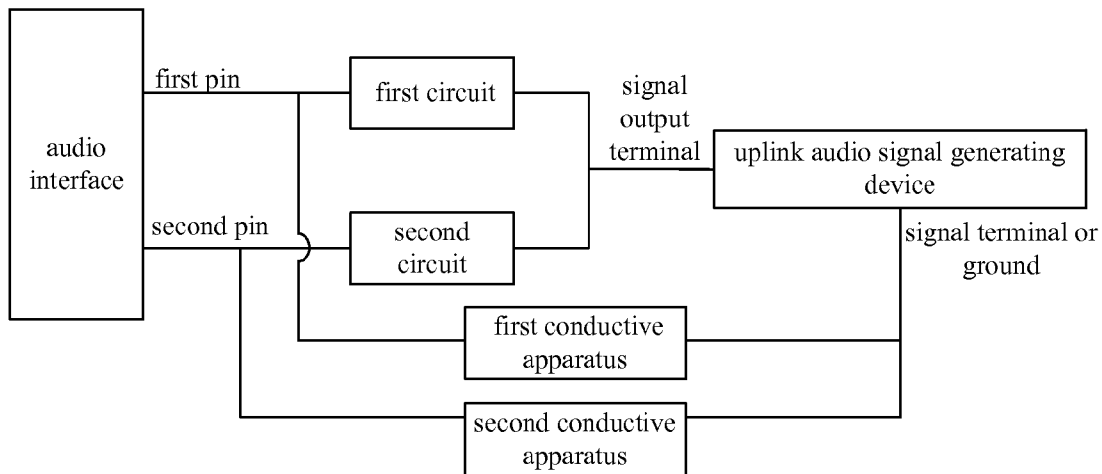 audio
interface
first pin
second pin
first circuit
second
circuit
signal
output
terminal
uplink audio signal generating
device
signal terminal or
ground
first conductive
apparatus
second conductive
apparatus